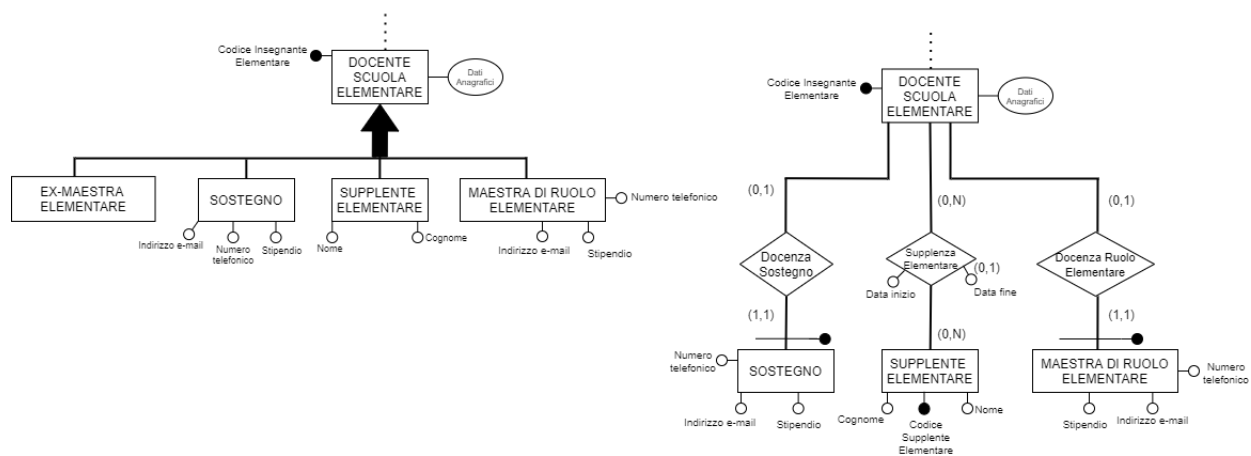 Codice Insegnante
Elementare
DOCENTE
SCUOLA
ELEMENTARE
Dati
Anagrafici
EX-MAESTRA
ELEMENTARE
SOSTEGNO
SUPPLENTE
ELEMENTARE
MAESTRA DI RUOLO
ELEMENTARE
Numero telefonico
Indirizzo e-mail
Numero
telefonico
Stipendio
Nome
Cognome
Indirizzo e-mail
Stipendio
Codice Insegnante
Elementare
DOCENTE
SCUOLA
ELEMENTARE
Dati
Anagrafici
(0,1)
(0,N)
(0,1)
Docenza
Sostegno
Supplenza
Elementare
(0,1)
Data inizio
Data fine
Docenza Ruolo
Elementare
(1,1)
(0,N)
(1,1)
Numero
telefonico
SOSTEGNO
SUPPLENTE
ELEMENTARE
MAESTRA DI RUOLO
ELEMENTARE
Numero
telefonico
Indirizzo e-mail
Stipendio
Cognome
Codice
Supplente
Elementare
Nome
Stipendio
Indirizzo e-mail